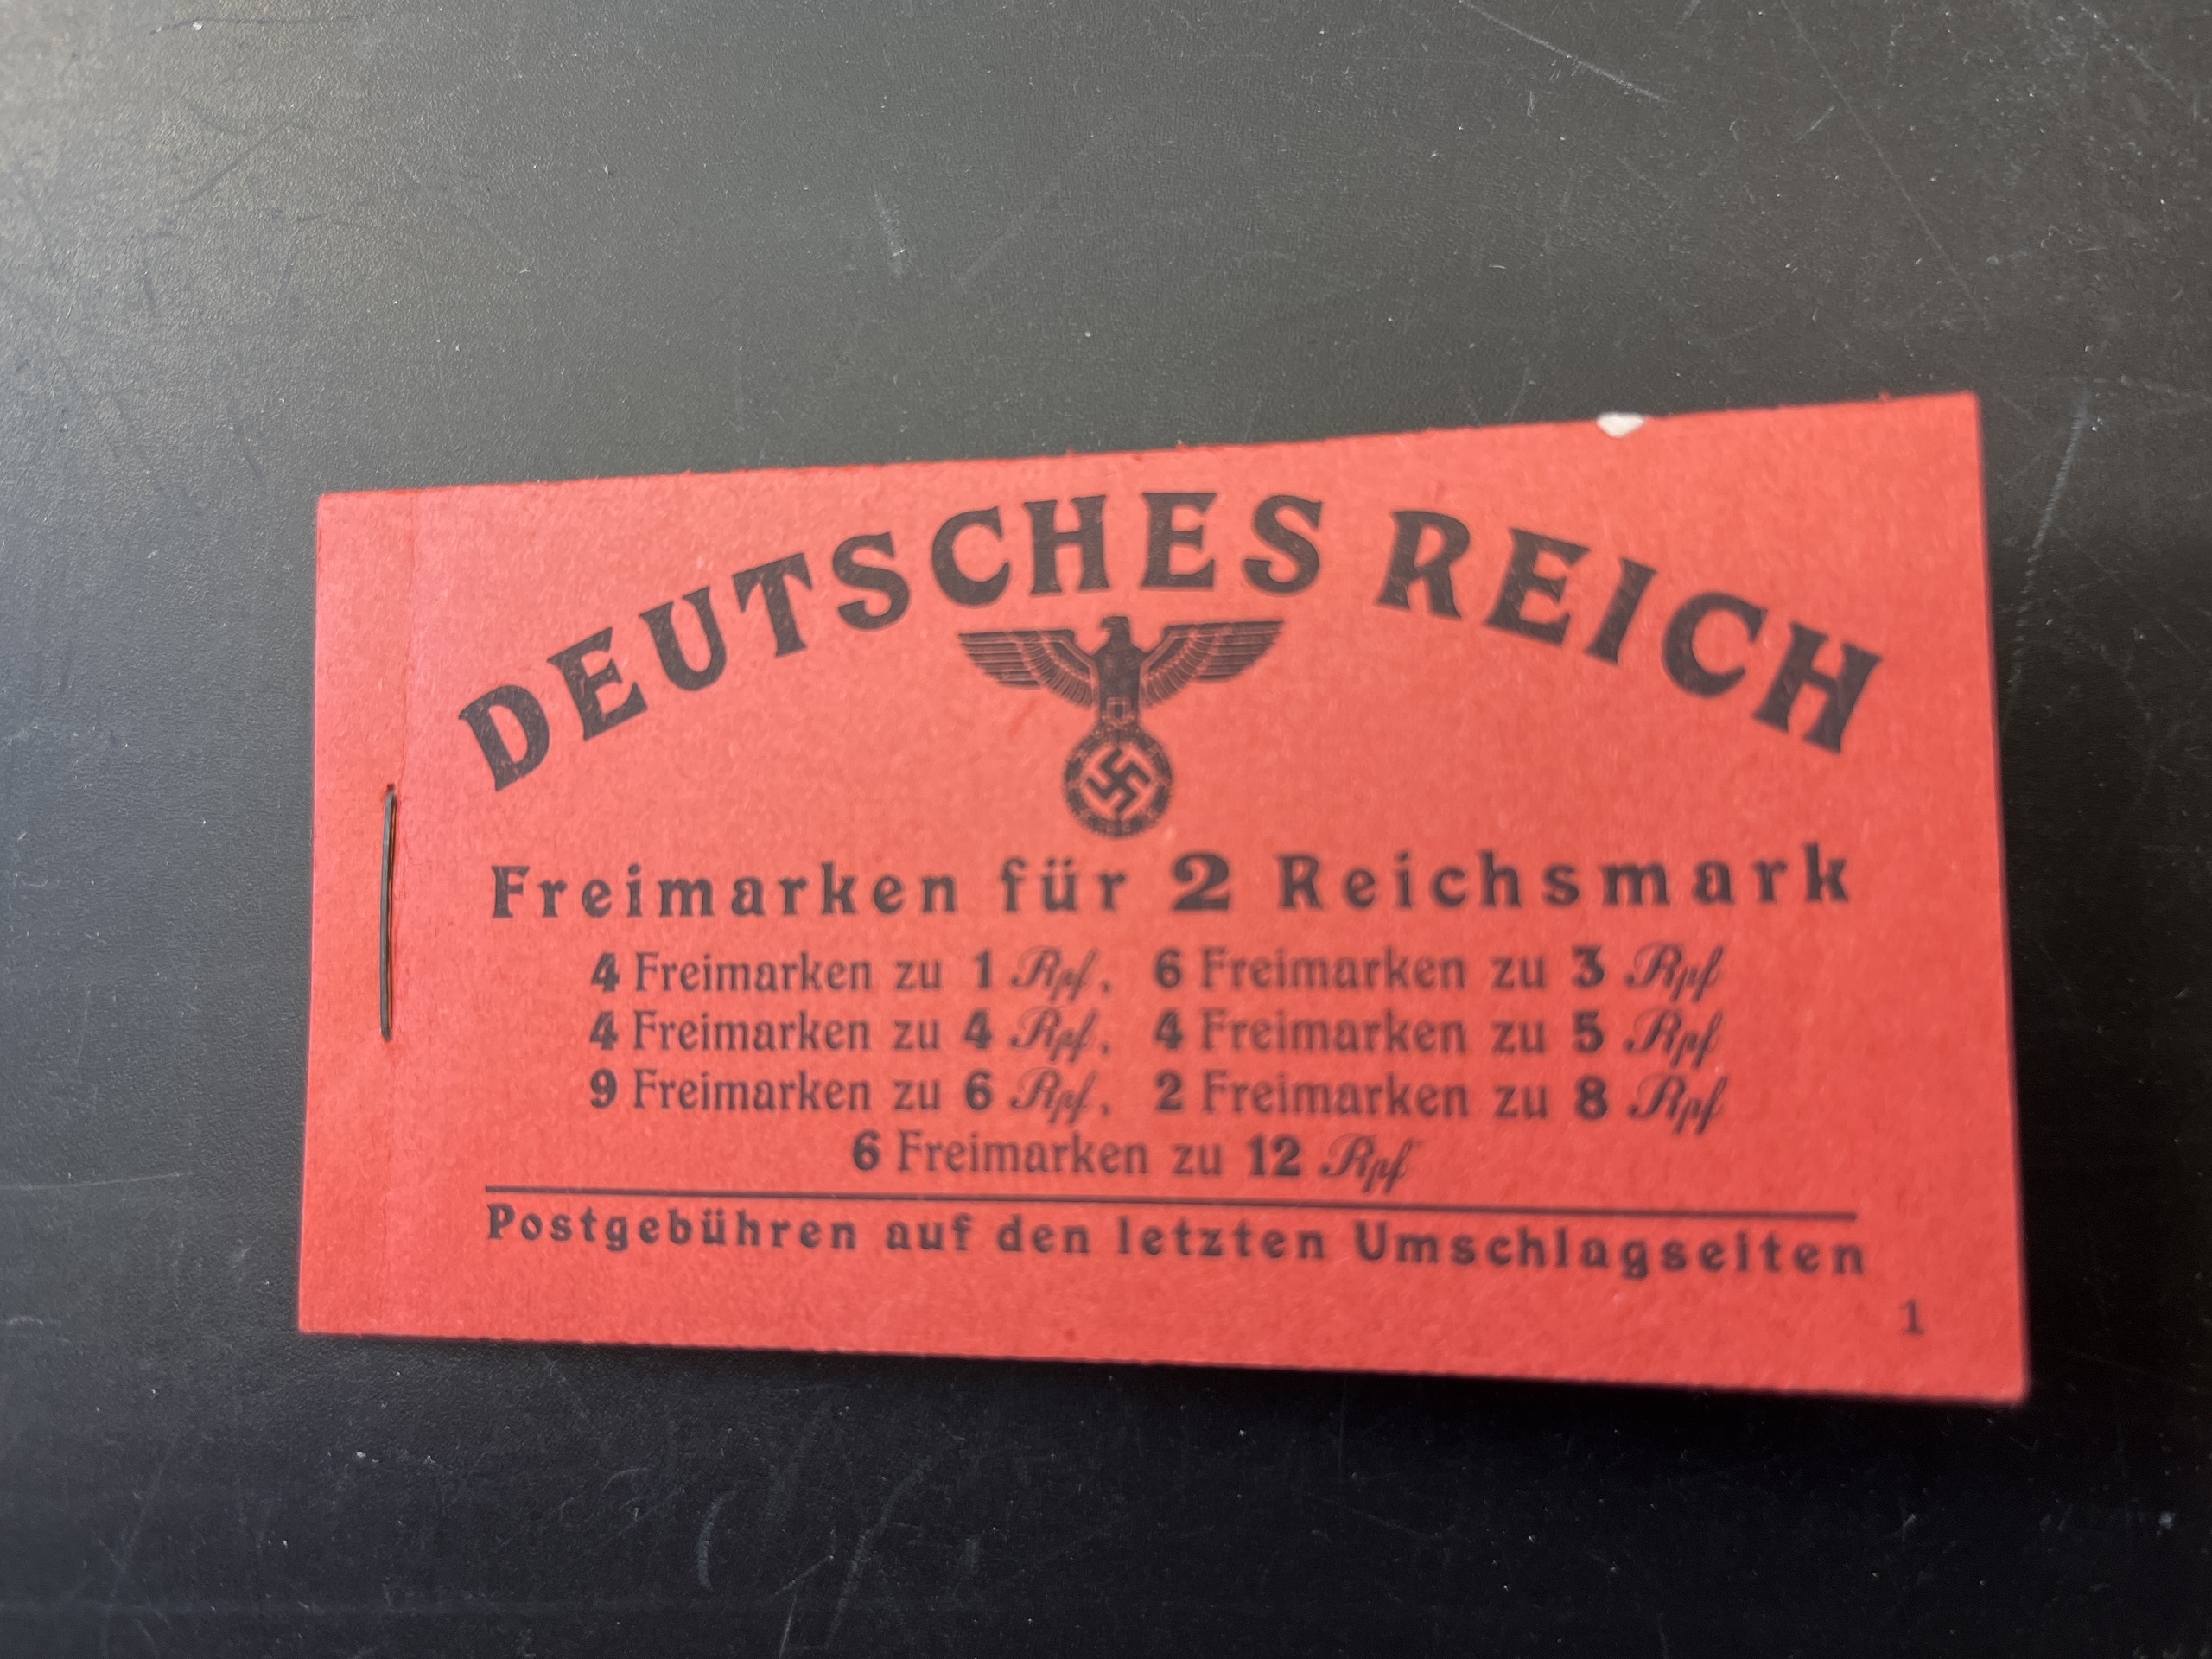 DEUTSCHES REICH
Freimarken für 2 Reichsmark
4 Freimarken zu 1 Rpf, 6 Freimarken zu 3 Rpf
4 Freimarken zu 4 Rpf, 4 Freimarken zu 5 Rpf
9 Freimarken zu 6 Rpf, 2 Freimarken zu 8 Rpf
6 Freimarken zu 12 Rpf
Postgebühren auf den letzten Umschlagseiten
1